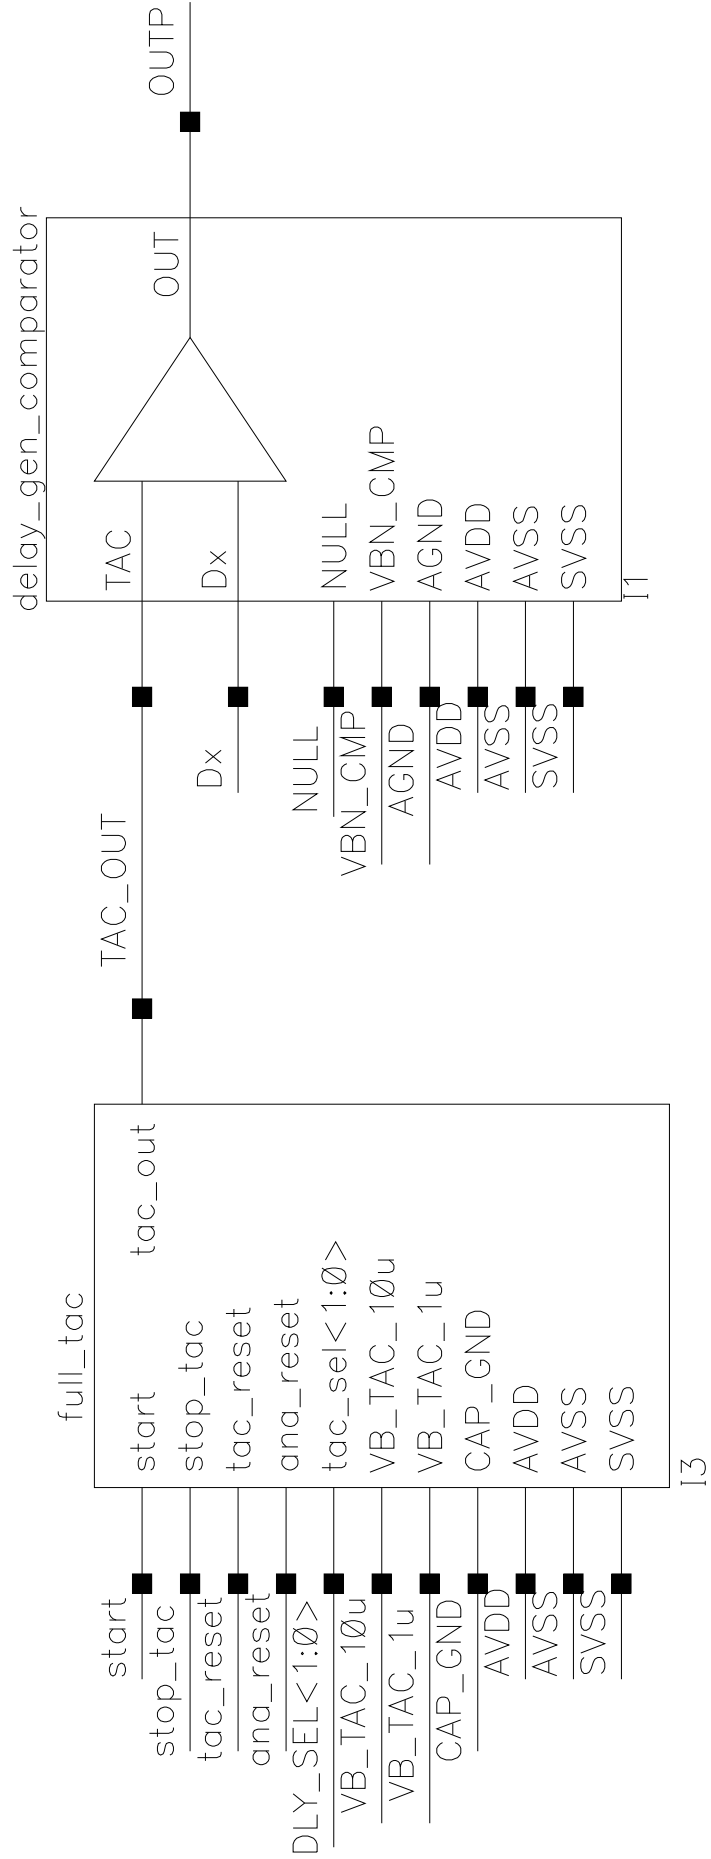 full_tac
start
start
stop_tac
stop_tac
tac_reset
tac_reset
ana_reset
ana_reset
DLY_SEL<1:0>
tac_sel<1:0>
VB_TAC_10u
VB_TAC_10u
VB_TAC_1u
VB_TAC_1u
CAP_GND
CAP_GND
AVDD
AVDD
AVSS
AVSS
SVSS
SVSS
tac_out
I3
TAC_OUT
delay_gen_comparator
TAC
Dx
Dx
NULL
NULL
VBN_CMP
VBN_CMP
AGND
AGND
AVDD
AVDD
AVSS
AVSS
SVSS
SVSS
OUT
I1
OUTP